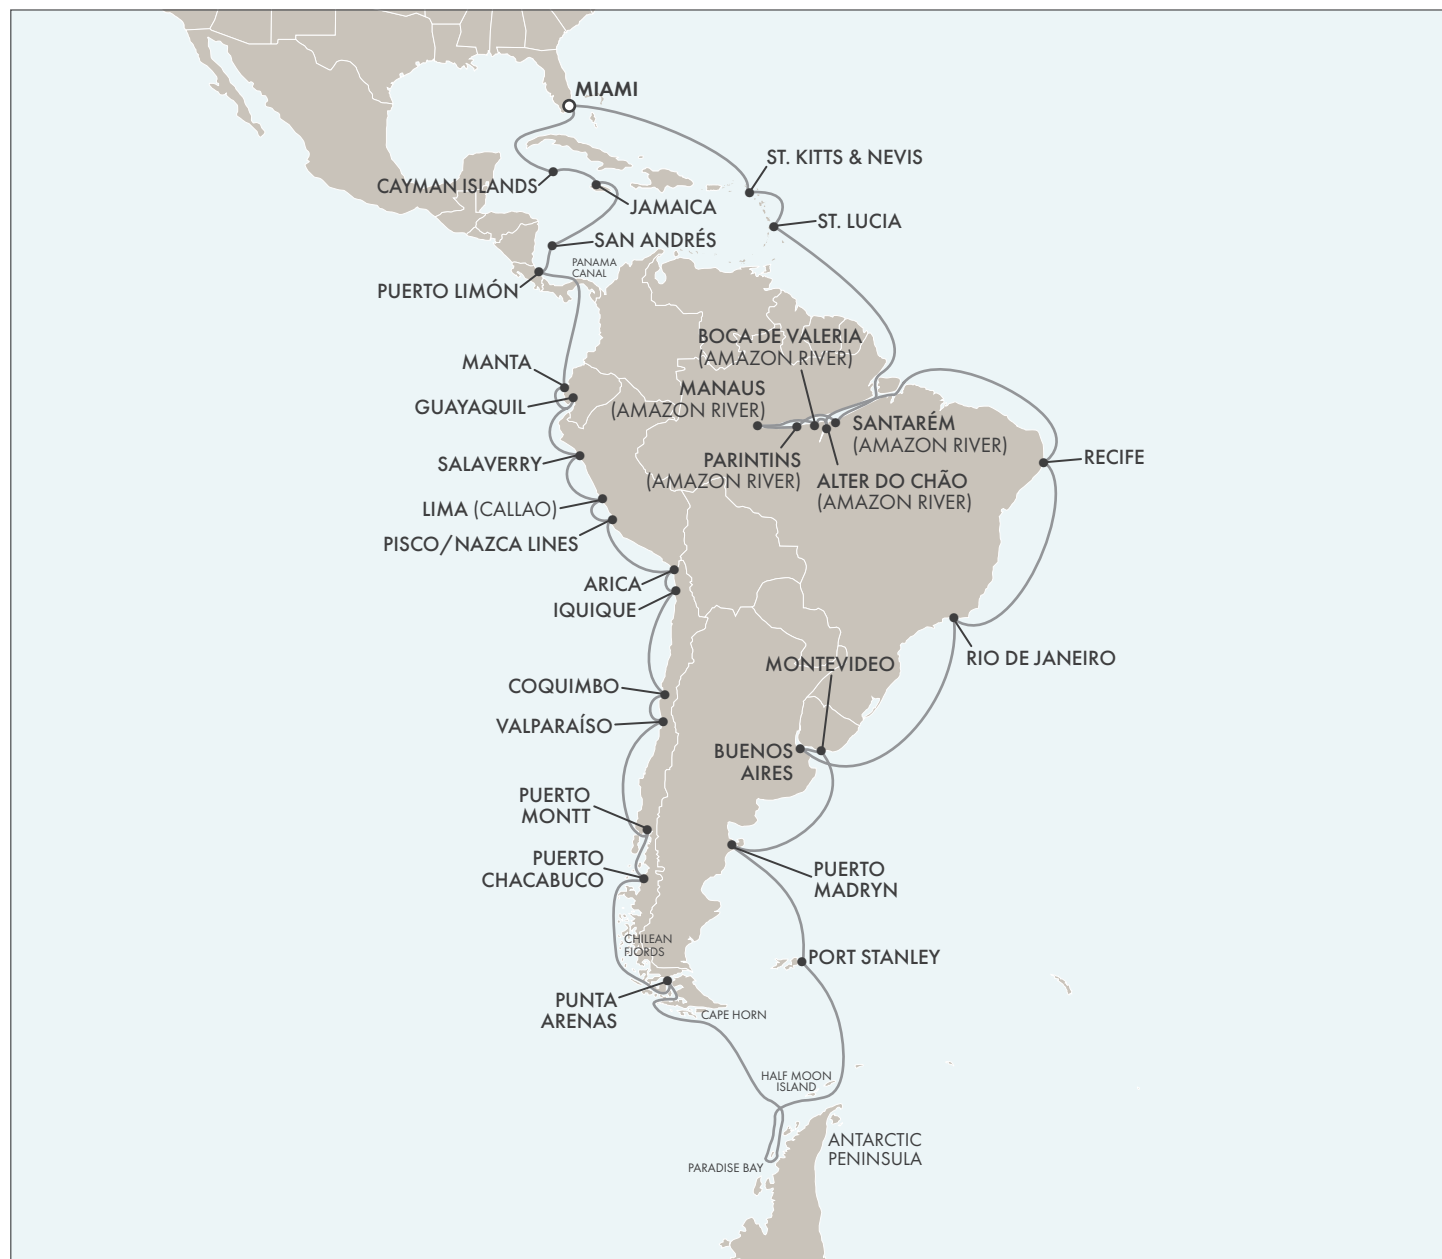 MIAMI
ST. KITTS & NEVIS
CAYMAN ISLANDS
JAMAICA
ST. LUCIA
SAN ANDRÉS
PANAMA
CANAL
PUERTO LIMÓN
BOCA DE VALERIA
(AMAZON RIVER)
MANTA
MANAUS
(AMAZON RIVER)
GUAYAQUIL
SANTARÉM
(AMAZON RIVER)
SALAVERRY
PARINTINS
(AMAZON RIVER)
RECIFE
ALTER DO CHÃO
(AMAZON RIVER)
LIMA (CALLAO)
PISCO/NAZCA LINES
ARICA
IQUIQUE
RIO DE JANEIRO
MONTEVIDEO
COQUIMBO
VALPARAÍSO
BUENOS
AIRES
PUERTO
MONTT
PUERTO
CHACABUCO
PUERTO
MADRYN
CHILEAN
FJORDS
PORT STANLEY
PUNTA
ARENAS
CAPE HORN
HALF MOON
ISLAND
ANTARCTIC
PENINSULA
PARADISE BAY